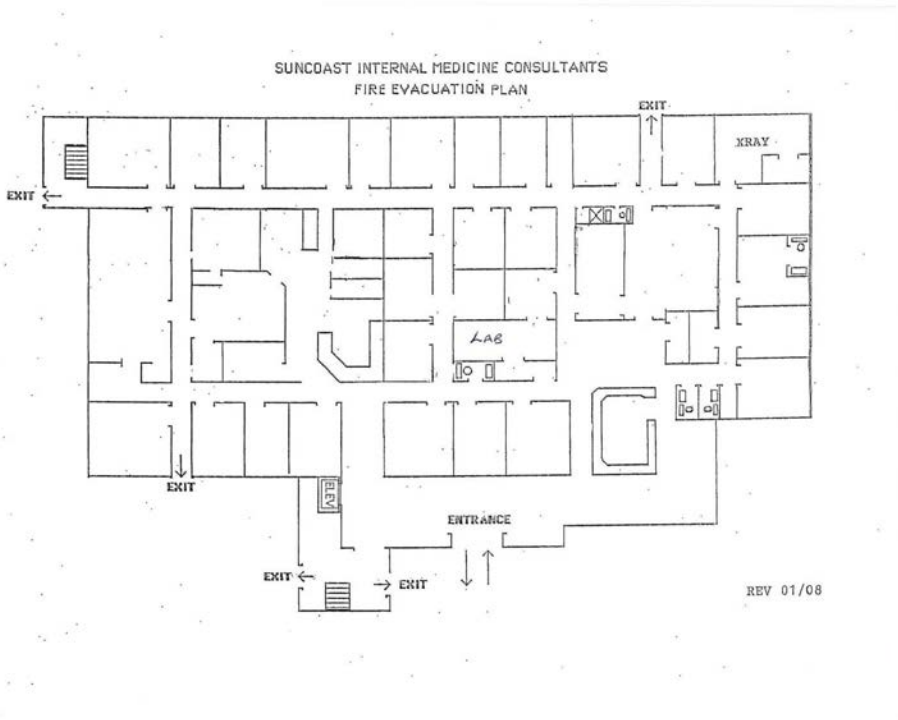 SUNCOAST INTERNAL MEDICINE CONSULTANTS
FIRE EVACUATION PLAN
EXIT
XRAY
EXIT
LAB
EXIT
ELEV
ENTRANCE
EXIT
EXIT
REV 01/08